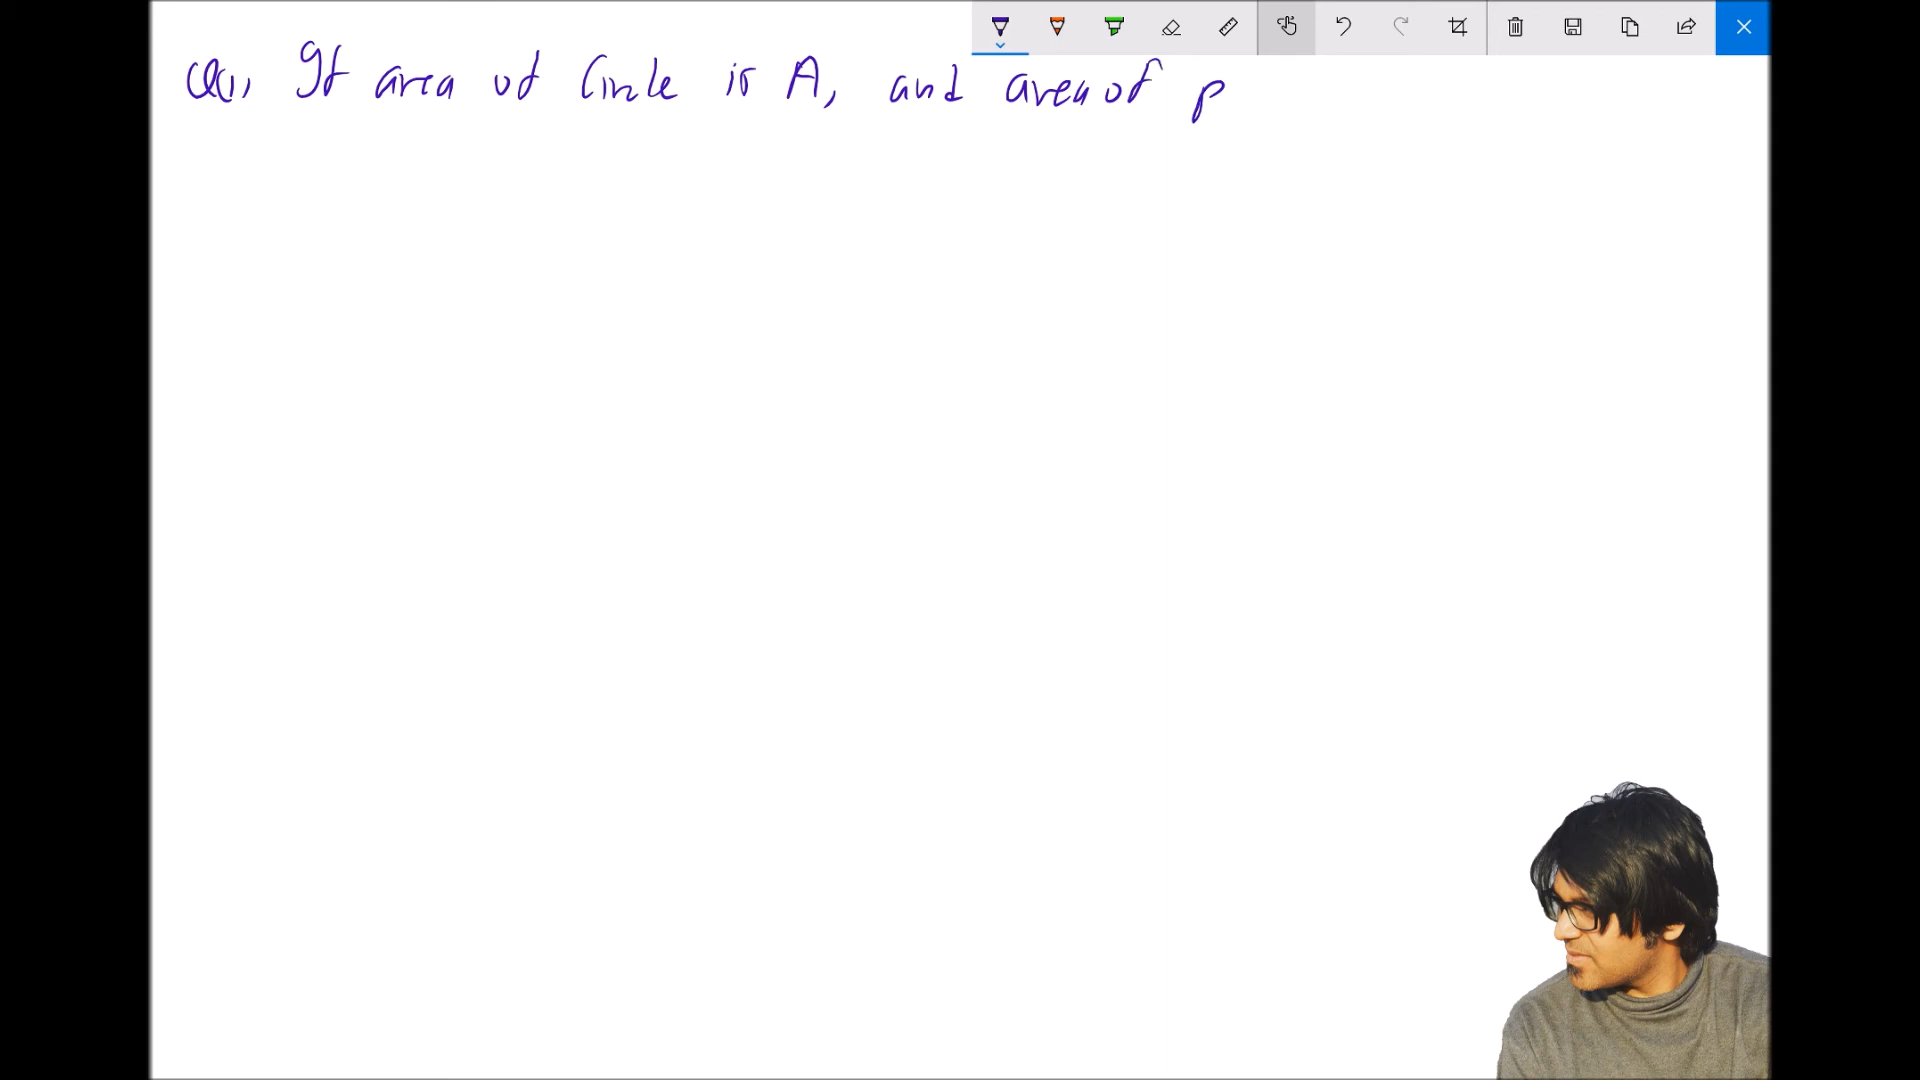 Q1, If area of Circle is A, and area of p